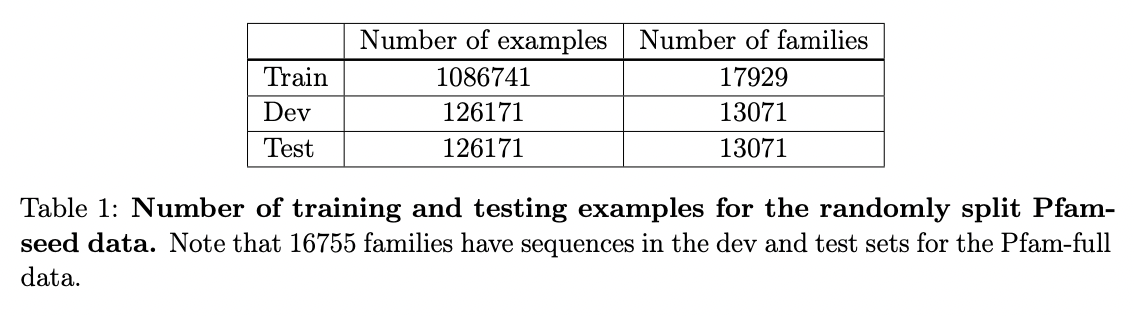 Number of examples Number of families
Train 1086741 17929
Dev 126171 13071
Test 126171 13071
Table 1: Number of training and testing examples for the randomly split Pfam-
seed data. Note that 16755 families have sequences in the dev and test sets for the Pfam-full
data.